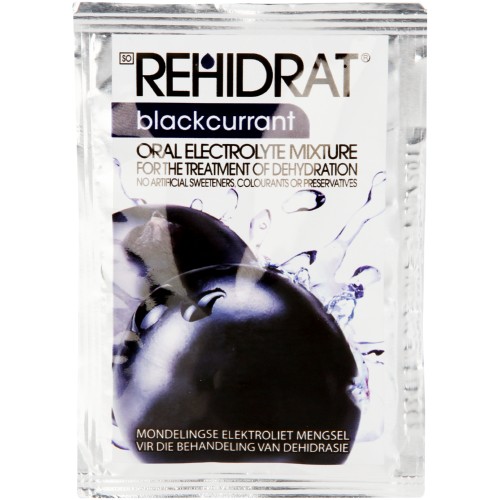 SO REHIDRAT®
blackcurrant
ORAL ELECTROLYTE MIXTURE
FOR THE TREATMENT OF DEHYDRATION
NO ARTIFICIAL SWEETENERS, COLOURANTS OR PRESERVATIVES
MONDELINGSE ELEKTROLIET MENGSEL
VIR DIE BEHANDELING VAN DEHIDRASIE